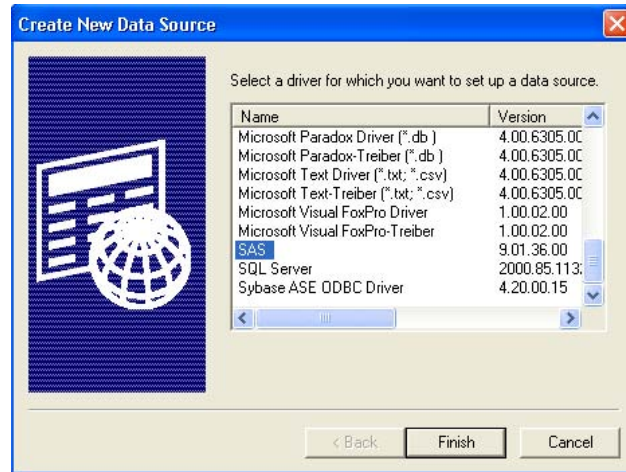 Create New Data Source
Select a driver for which you want to set up a data source.
Name Version
Microsoft Paradox Driver (*.db ) 4.00.6305.00
Microsoft Paradox-Treiber (*.db ) 4.00.6305.00
Microsoft Text Driver (*.txt; *.csv) 4.00.6305.00
Microsoft Text-Treiber (*.txt; *.csv) 4.00.6305.00
Microsoft Visual FoxPro Driver 1.00.02.00
Microsoft Visual FoxPro-Treiber 1.00.02.00
SAS 9.01.36.00
SQL Server 2000.85.113
Sybase ASE ODBC Driver 4.20.00.15
< Back Finish Cancel